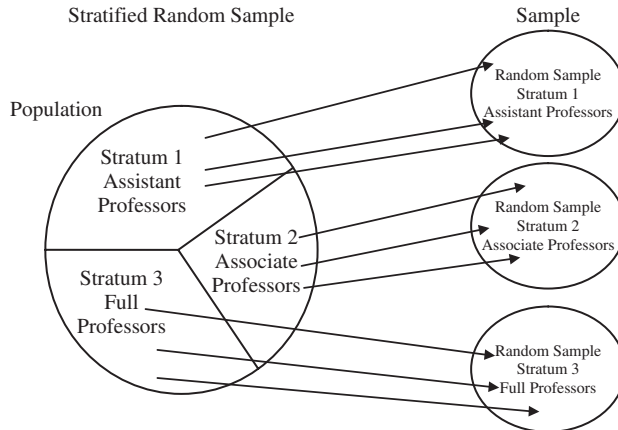 Stratified Random Sample
Sample
Population
Stratum 1
Assistant
Professors
Stratum 2
Associate
Professors
Stratum 3
Full
Professors
Random Sample
Stratum 1
Assistant Professors
Random Sample
Stratum 2
Associate Professors
Random Sample
Stratum 3
Full Professors